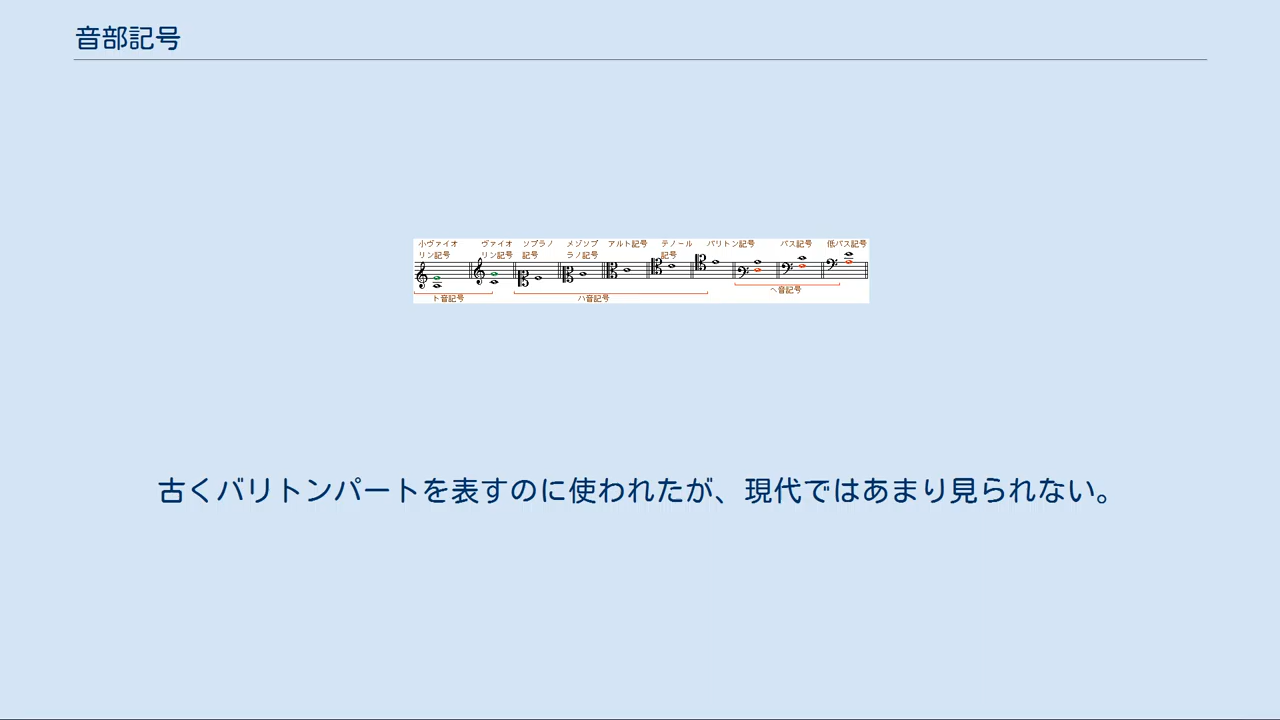 音部記号
小ヴァイオ
リン記号
ヴァイオ
リン記号
ソプラノ
記号
メゾソプ
ラノ記号
アルト記号
テノール
記号
バリトン記号
バス記号
低バス記号
ト音記号
ハ音記号
ヘ音記号
古くバリトンパートを表すのに使われたが、現代ではあまり見られない。